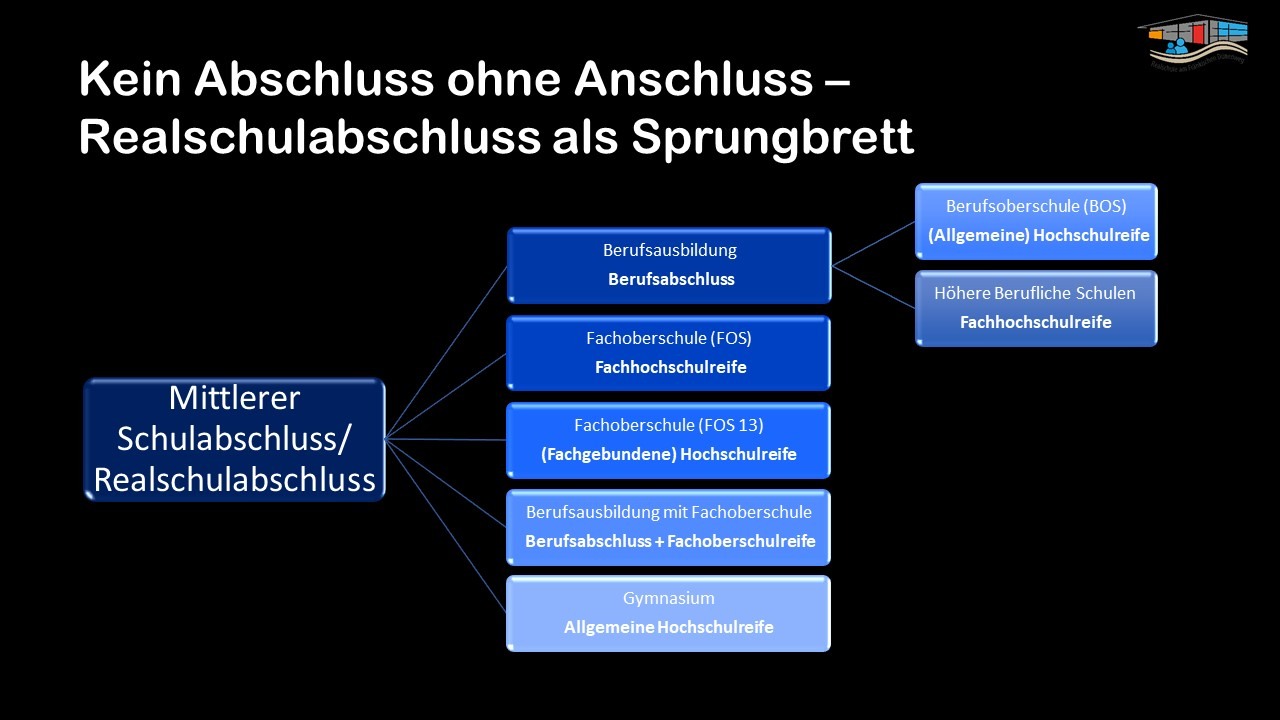 Kein Abschluss ohne Anschluss –
Realschulabschluss als Sprungbrett
Mittlerer
Schulabschluss/
Realschulabschluss
Berufsausbildung
Berufsabschluss
Fachoberschule (FOS)
Fachhochschulreife
Fachoberschule (FOS 13)
(Fachgebundene) Hochschulreife
Berufsausbildung mit Fachoberschule
Berufsabschluss + Fachoberschulreife
Gymnasium
Allgemeine Hochschulreife
Berufsoberschule (BOS)
(Allgemeine) Hochschulreife
Höhere Berufliche Schulen
Fachhochschulreife